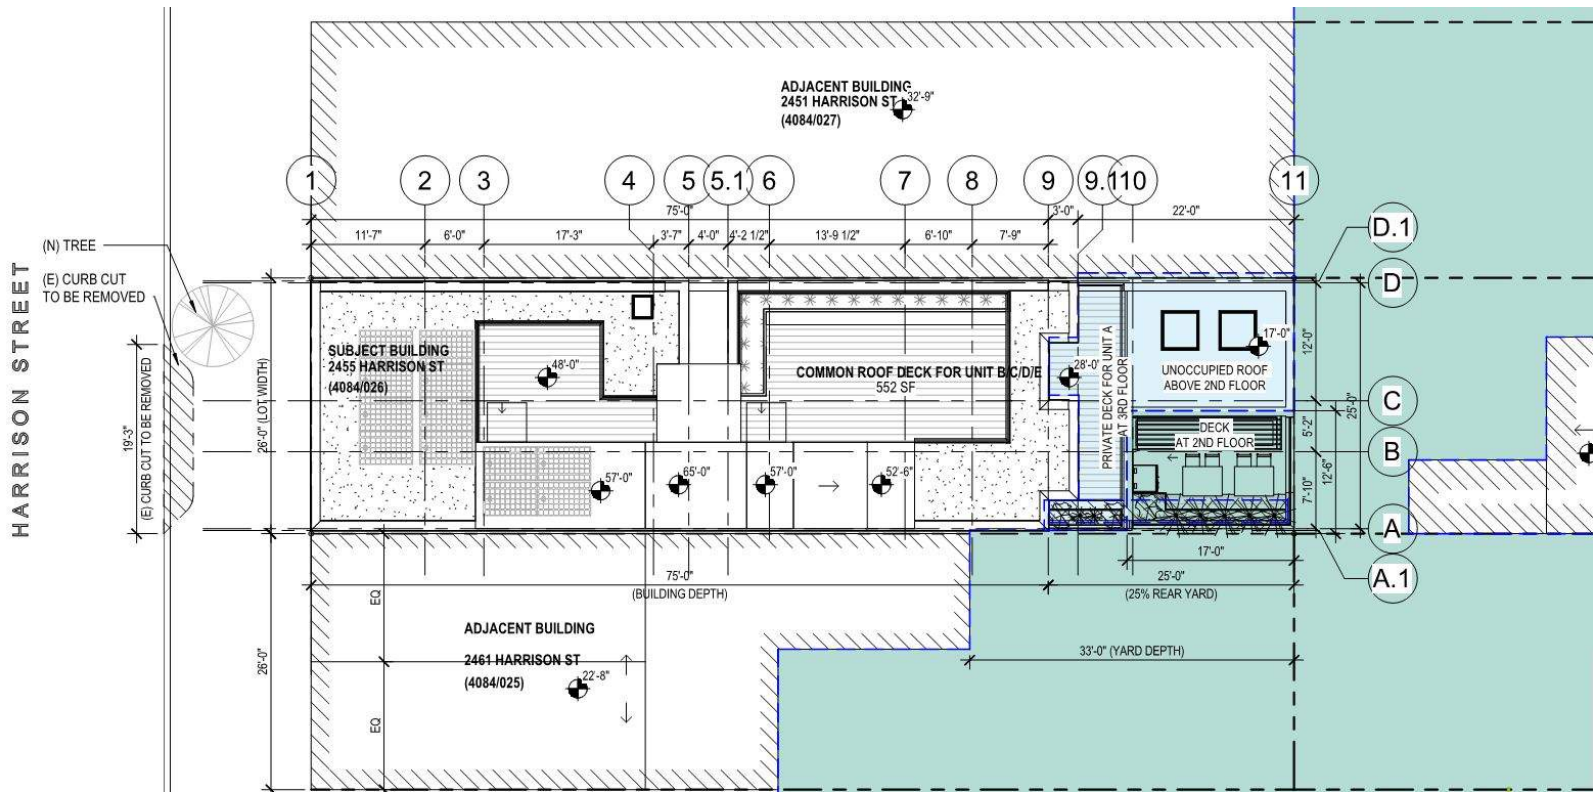 HARRISON STREET
(N) TREE
(E) CURB CUT
TO BE REMOVED
(E) CURB CUT TO BE REMOVED
19'-3"
ADJACENT BUILDING
2451 HARRISON ST
(4084/027)
32'-9"
1
2
3
4
5
5.1
6
7
8
9
9.1
10
11
75'-0"
3'-0"
22'-0"
11'-7"
6'-0"
17'-3"
3'-7"
4'-0"
4'-2 1/2"
13'-9 1/2"
6'-10"
7'-9"
D.1
D
C
B
A
A.1
26'-0" (LOT WIDTH)
SUBJECT BUILDING
2455 HARRISON ST
(4084/026)
48'-0"
COMMON ROOF DECK FOR UNIT B/C/D/E
552 SF
28'-0"
PRIVATE DECK FOR UNIT A
AT 3RD FLOOR
17'-0"
UNOCCUPIED ROOF
ABOVE 2ND FLOOR
DECK
AT 2ND FLOOR
57'-0"
65'-0"
57'-0"
52'-6"
12'-0"
25'-0"
5'-2"
12'-6"
7'-10"
17'-0"
75'-0"
(BUILDING DEPTH)
25'-0"
(25% REAR YARD)
33'-0" (YARD DEPTH)
EQ
EQ
26'-0"
ADJACENT BUILDING
2461 HARRISON ST
(4084/025)
22'-8"